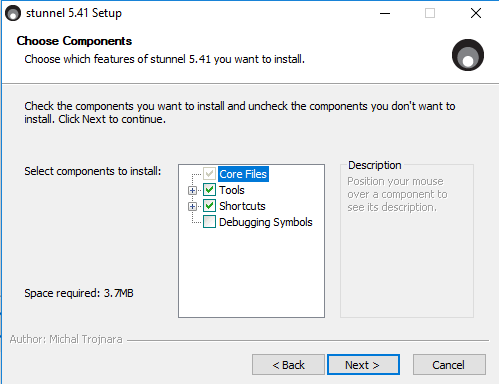 stunnel 5.41 Setup
Choose Components
Choose which features of stunnel 5.41 you want to install.
Check the components you want to install and uncheck the components you don't want to
install. Click Next to continue.
Select components to install:
Core Files
Tools
Shortcuts
Debugging Symbols
Description
Position your mouse
over a component to
see its description.
Space required: 3.7MB
Author: Michal Trojnara
< Back
Next >
Cancel